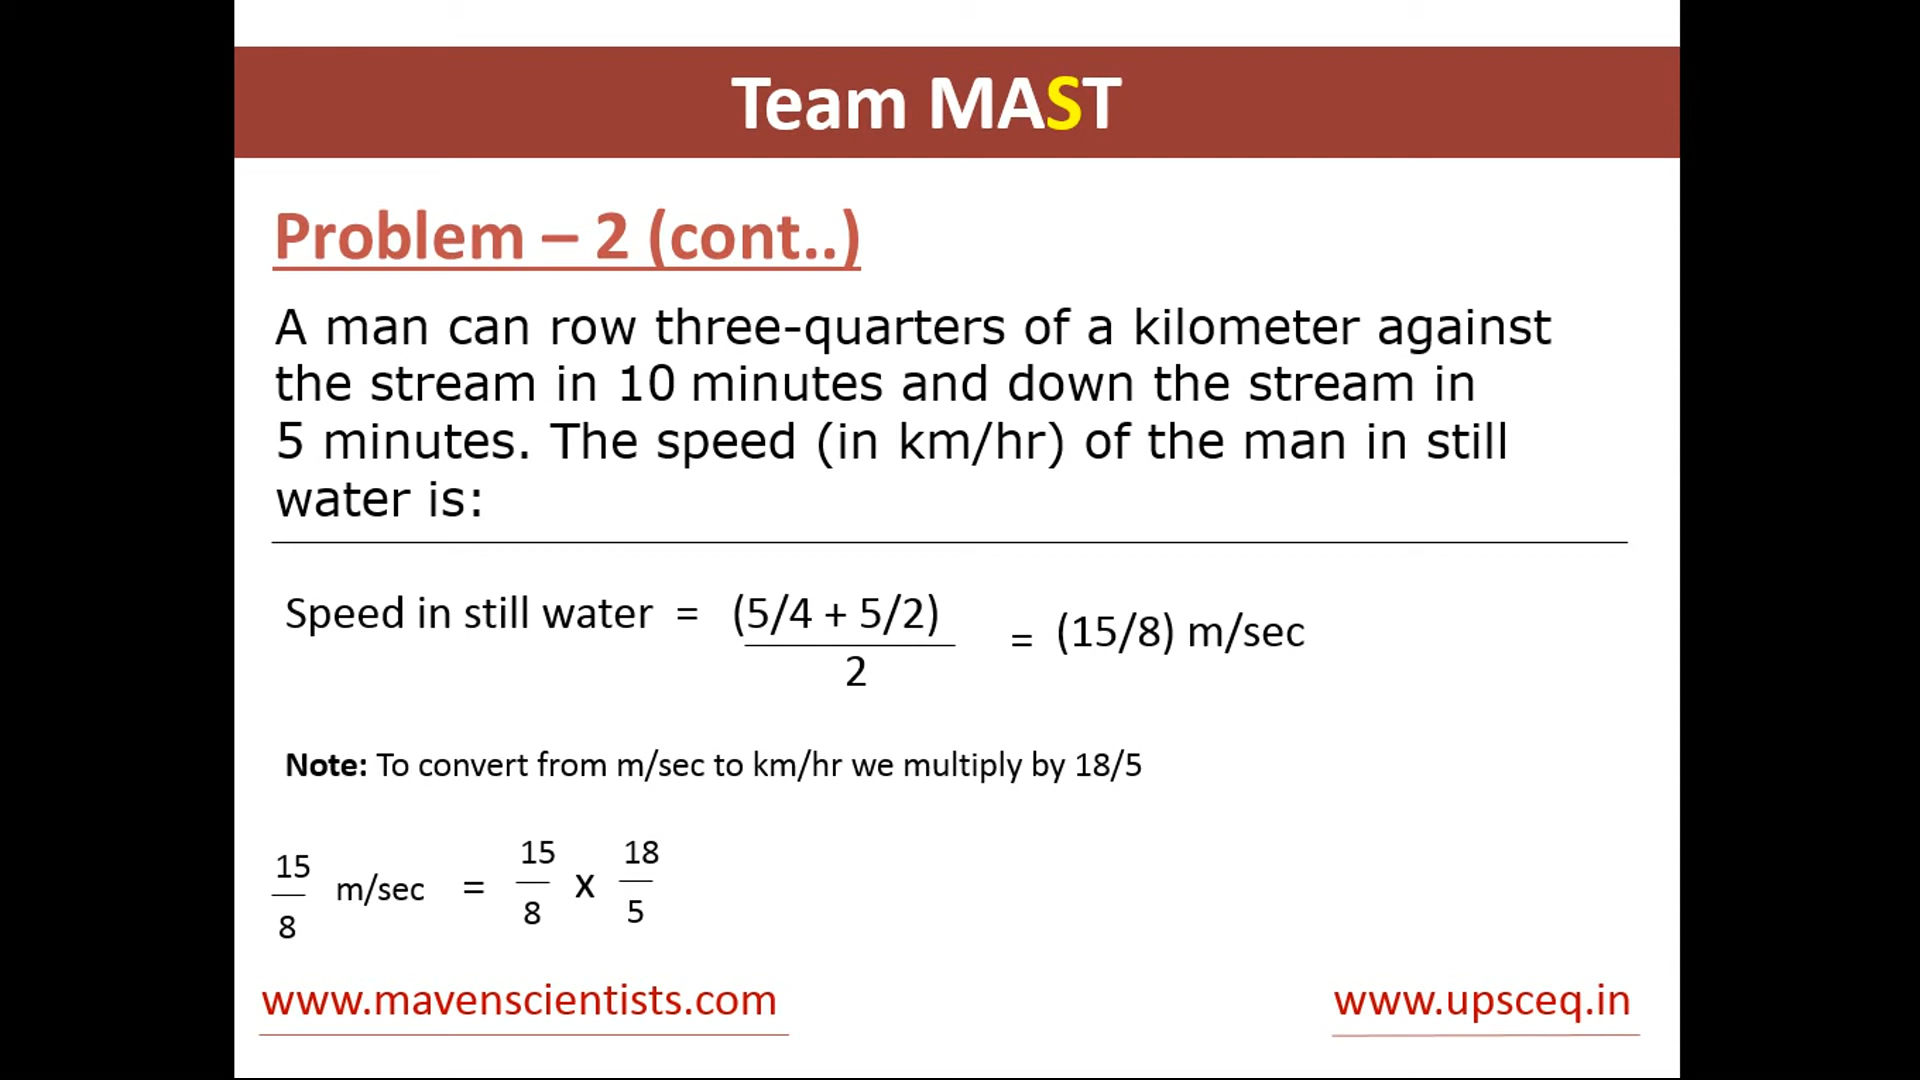 Team MAST
Problem – 2 (cont..)
A man can row three-quarters of a kilometer against
the stream in 10 minutes and down the stream in
5 minutes. The speed (in km/hr) of the man in still
water is:
Speed in still water = (5/4 + 5/2)
2
= (15/8) m/sec
Note: To convert from m/sec to km/hr we multiply by 18/5
15
8
m/sec =
15
8
x
18
5
www.mavenscientists.com
www.upsceq.in